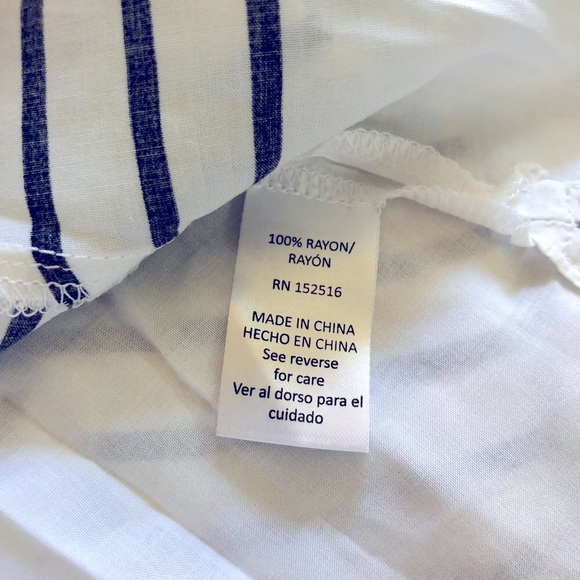 100% RAYON/
RAYÓN
RN 152516
MADE IN CHINA
HECHO EN CHINA
See reverse
for care
Ver al dorso para el
cuidado